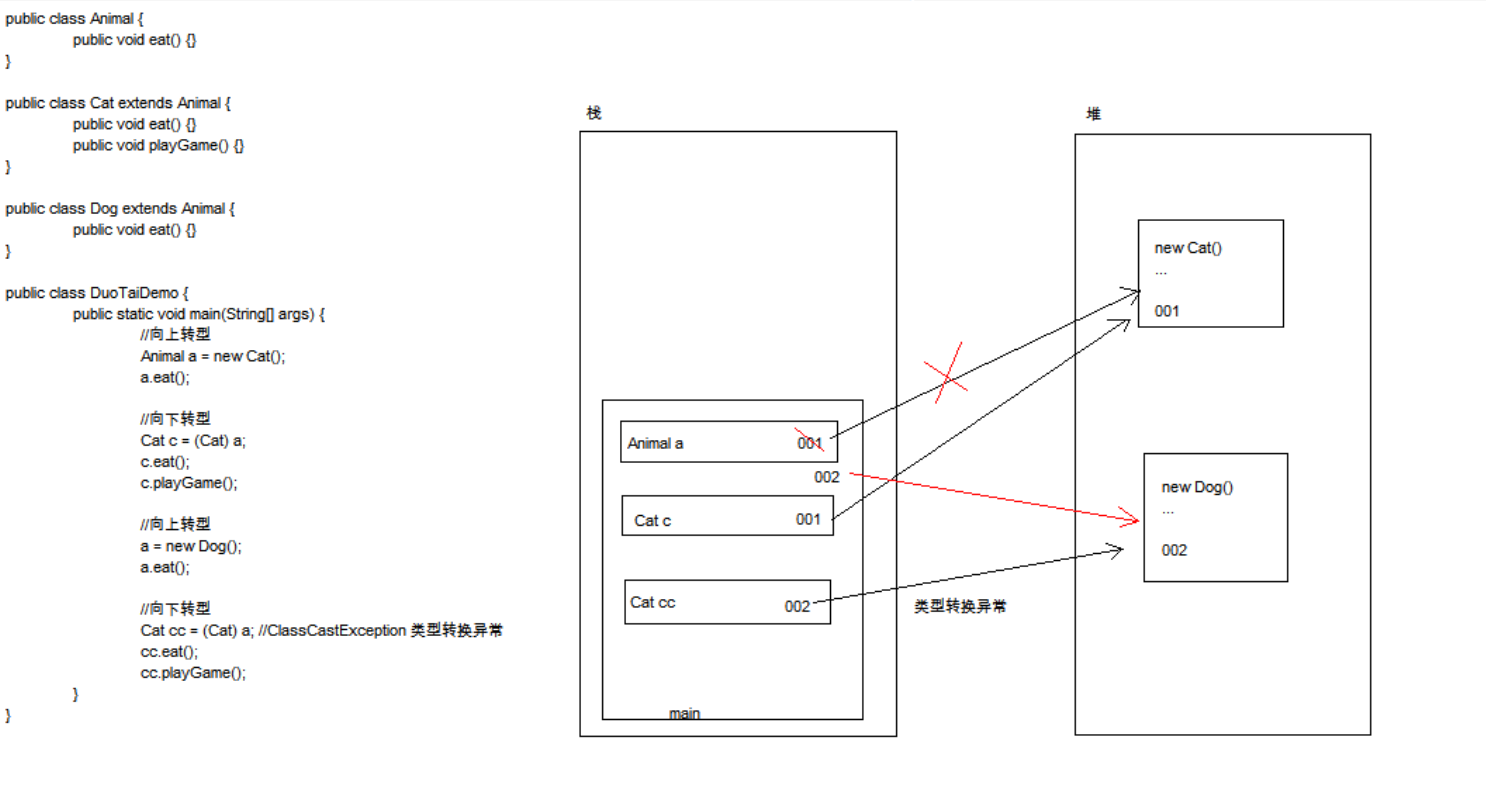 public class Animal {
public void eat() {}
}
public class Cat extends Animal {
public void eat() {}
public void playGame() {}
}
public class Dog extends Animal {
public void eat() {}
}
public class DuoTaiDemo {
public static void main(String[] args) {
//向上转型
Animal a = new Cat();
a.eat();
//向下转型
Cat c = (Cat) a;
c.eat();
c.playGame();
//向上转型
a = new Dog();
a.eat();
//向下转型
Cat cc = (Cat) a; //ClassCastException 类型转换异常
cc.eat();
cc.playGame();
}
}
栈
Animal a 001
002
Cat c 001
Cat cc 002
main
类型转换异常
堆
new Cat()
...
001
new Dog()
...
002